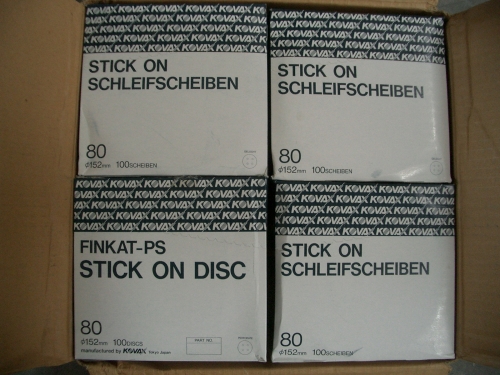 KOVAX KOVAX KOVAX KOVAX
STICK ON
SCHLEIFSCHEIBEN
80
φ152mm 100SCHEIBEN
KOVAX KOVAX KOVAX KOVAX
STICK ON
SCHLEIFSCHEIBEN
80
φ152mm 100SCHEIBEN
KOVAX KOVAX KOVAX KOVAX
FINKAT-PS
STICK ON DISC
80
φ152mm 100DISCS
PART NO.
manufactured by KOVAX tokyo Japan
KOVAX KOVAX KOVAX KOVAX
STICK ON
SCHLEIFSCHEIBEN
80
φ152mm 100SCHEIBEN